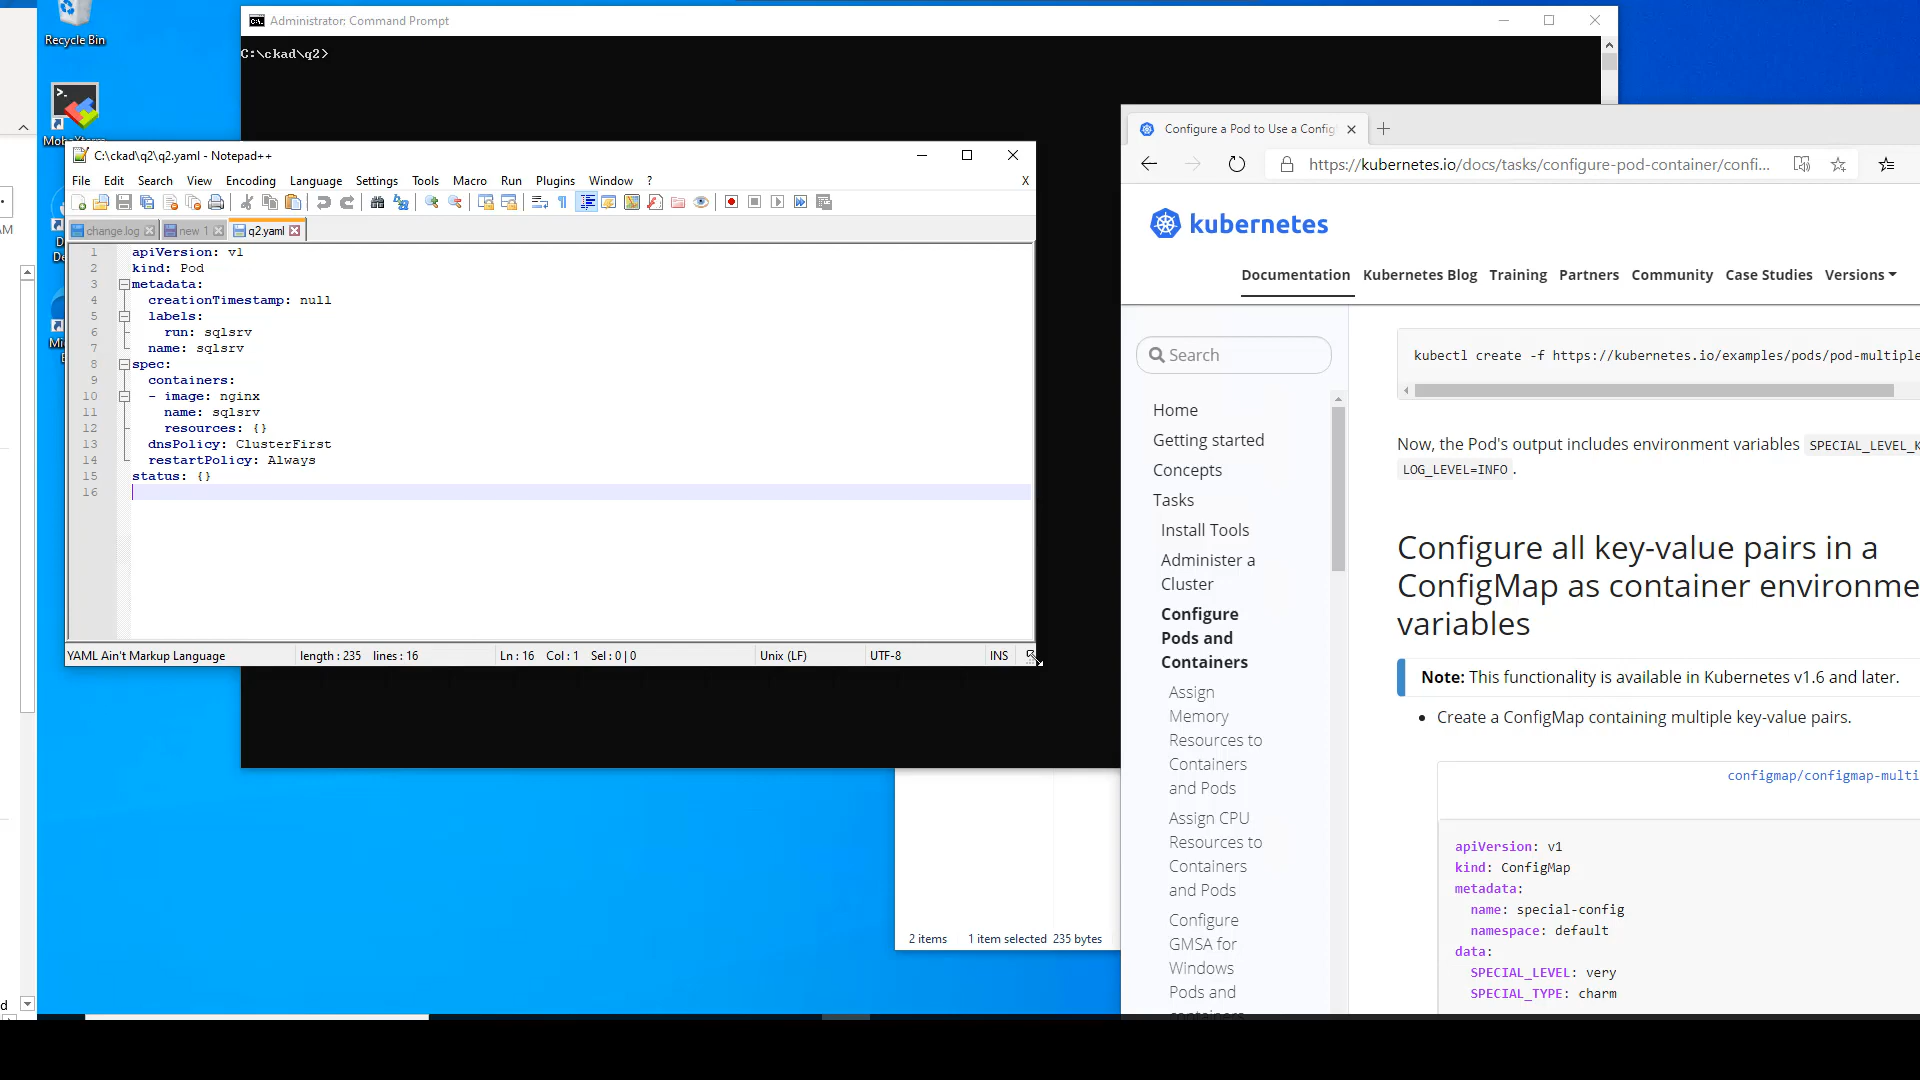 Recycle Bin
Administrator: Command Prompt
C:\ckad\q2>
C:\ckad\q2\q2.yaml - Notepad++
File Edit Search View Encoding Language Settings Tools Macro Run Plugins Window ? X
change.log new 1 q2.yaml
1 apiVersion: v1
2 kind: Pod
3 metadata:
4 creationTimestamp: null
5 labels:
6 run: sqlsrv
7 name: sqlsrv
8 spec:
9 containers:
10 - image: nginx
11 name: sqlsrv
12 resources: {}
13 dnsPolicy: ClusterFirst
14 restartPolicy: Always
15 status: {}
16
YAML Ain't Markup Language length : 235 lines : 16 Ln : 16 Col : 1 Sel : 0 | 0 Unix (LF) UTF-8 INS
2 items 1 item selected 235 bytes
Configure a Pod to Use a Config
https://kubernetes.io/docs/tasks/configure-pod-container/confi...
kubernetes
Documentation Kubernetes Blog Training Partners Community Case Studies Versions
Search
Home
Getting started
Concepts
Tasks
Install Tools
Administer a
Cluster
Configure
Pods and
Containers
Assign
Memory
Resources to
Containers
and Pods
Assign CPU
Resources to
Containers
and Pods
Configure
GMSA for
Windows
Pods and
containers
kubectl create -f https://kubernetes.io/examples/pods/pod-multiple
Now, the Pod's output includes environment variables SPECIAL_LEVEL_K
LOG_LEVEL=INFO .
Configure all key-value pairs in a
ConfigMap as container environme
variables
Note: This functionality is available in Kubernetes v1.6 and later.
Create a ConfigMap containing multiple key-value pairs.
configmap/configmap-multi
apiVersion: v1
kind: ConfigMap
metadata:
name: special-config
namespace: default
data:
SPECIAL_LEVEL: very
SPECIAL_TYPE: charm